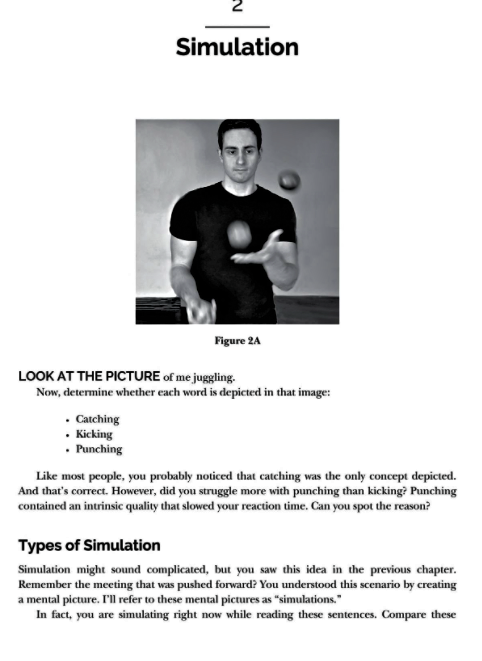 2
Simulation
Figure 2A
LOOK AT THE PICTURE of me juggling.
Now, determine whether each word is depicted in that image:
• Catching
• Kicking
• Punching
Like most people, you probably noticed that catching was the only concept depicted.
And that's correct. However, did you struggle more with punching than kicking? Punching
contained an intrinsic quality that slowed your reaction time. Can you spot the reason?
Types of Simulation
Simulation might sound complicated, but you saw this idea in the previous chapter.
Remember the meeting that was pushed forward? You understood this scenario by creating
a mental picture. I'll refer to these mental pictures as “simulations.”
In fact, you are simulating right now while reading these sentences. Compare these